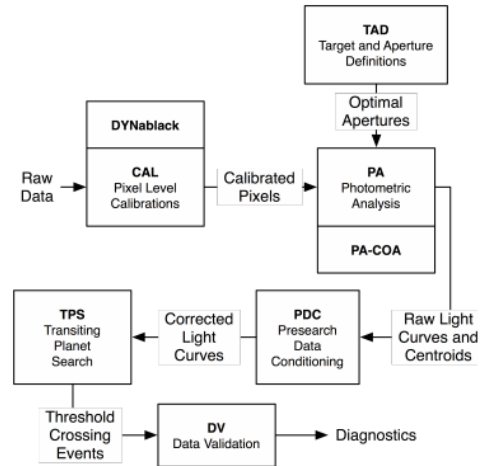 TAD
Target and Aperture
Definitions
Optimal
Apertures
DYNablack
CAL
Pixel Level
Calibrations
Raw
Data
Calibrated
Pixels
PA
Photometric
Analysis
PA-COA
TPS
Transiting
Planet
Search
Corrected
Light
Curves
PDC
Presearch
Data
Conditioning
Raw Light
Curves and
Centroids
Threshold
Crossing
Events
DV
Data Validation
Diagnostics